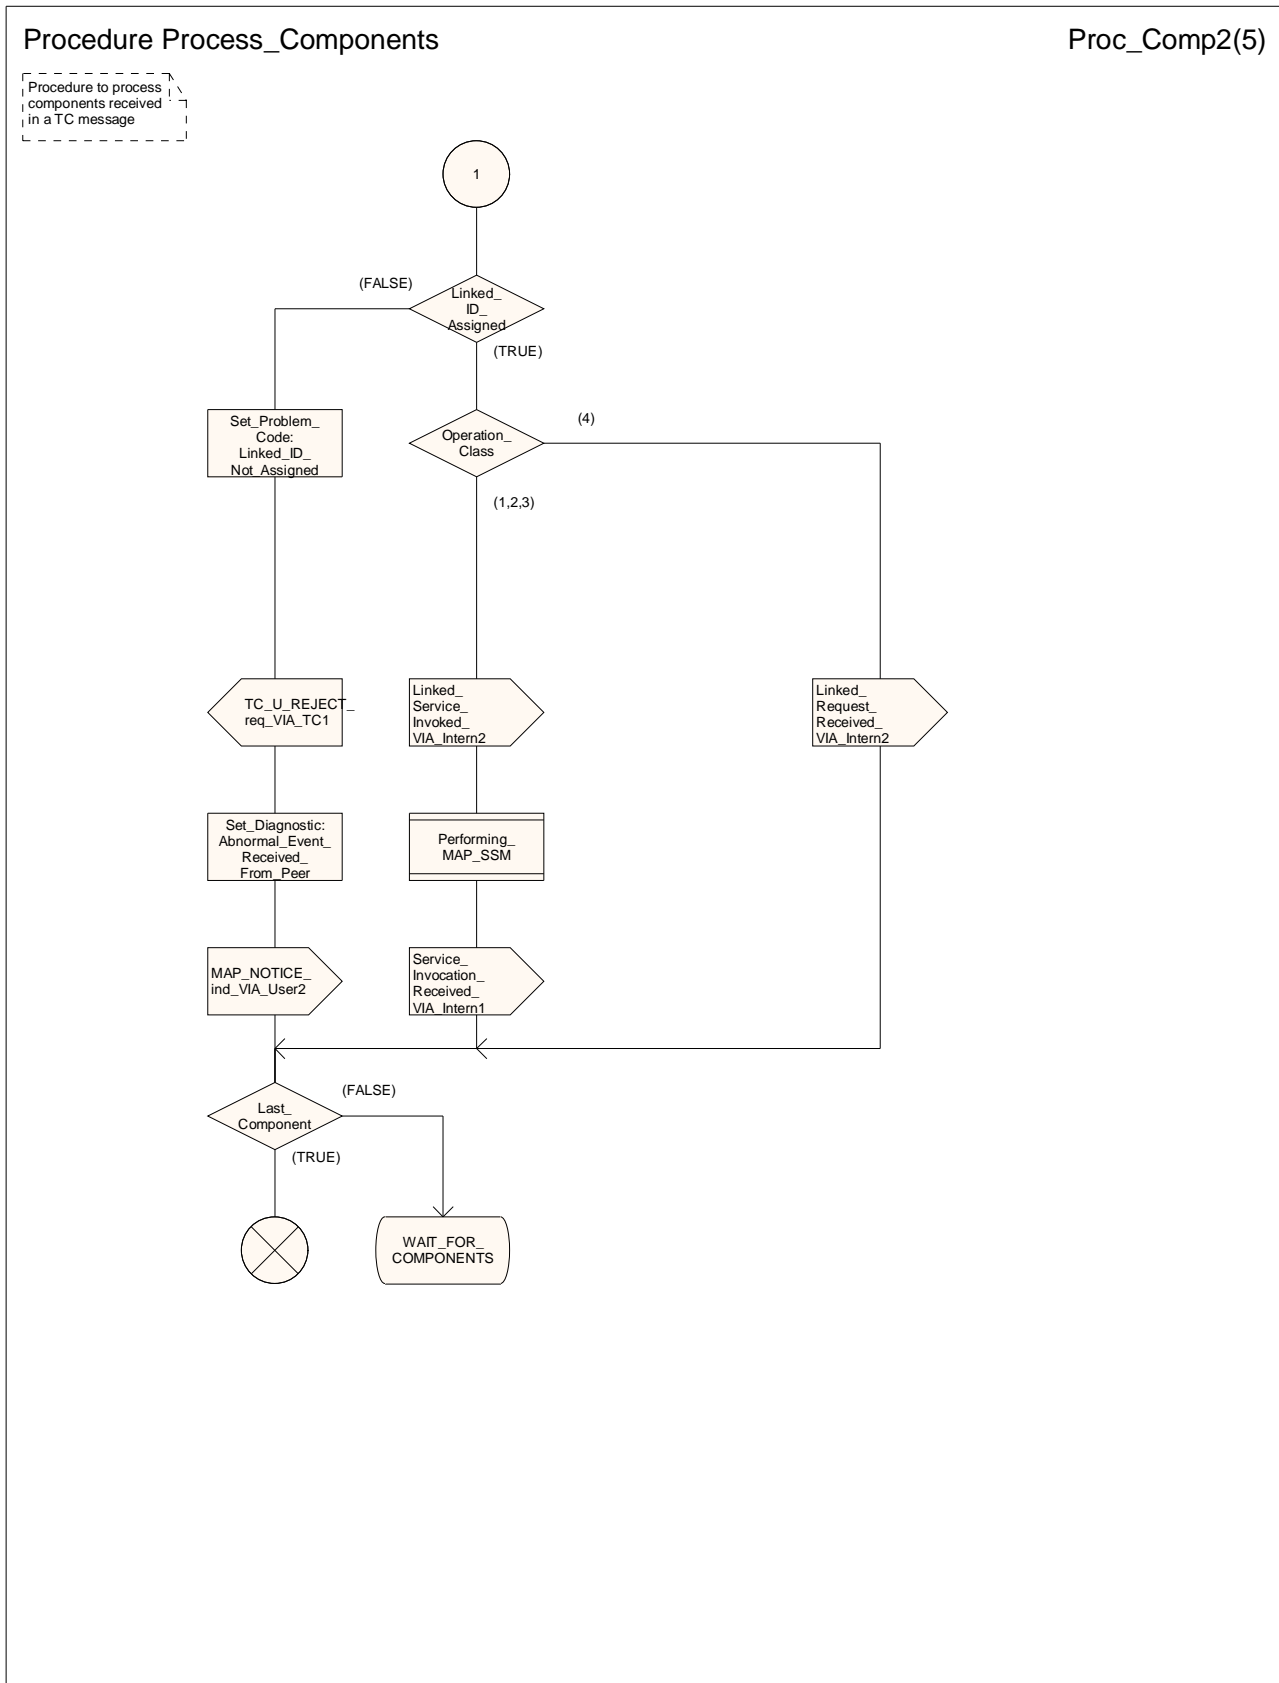 Procedure Process_Components
Proc_Comp2(5)
Procedure to process
components received
in a TC message
1
(FALSE)
Linked_
ID_
Assigned
(TRUE)
Set_Problem_
Code:
Linked_ID_
Not_Assigned
Operation_
Class
(4)
(1,2,3)
TC_U_REJECT_
req_VIA_TC1
Linked_
Service_
Invoked_
VIA_Intern2
Linked_
Request_
Received_
VIA_Intern2
Set_Diagnostic:
Abnormal_Event_
Received_
From_Peer
Performing_
MAP_SSM
MAP_NOTICE_
ind_VIA_User2
Service_
Invocation_
Received_
VIA_Intern1
(FALSE)
Last_
Component
(TRUE)
WAIT_FOR_
COMPONENTS